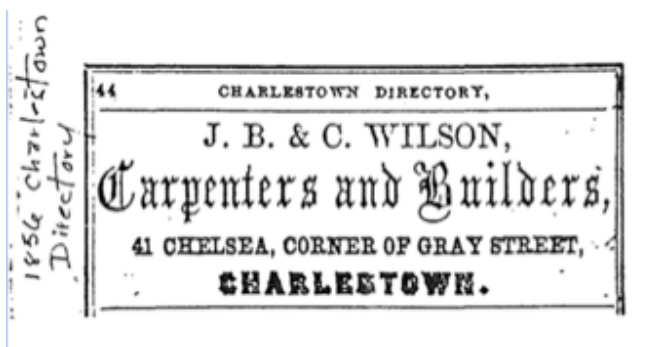 1856 Charlestown
Directory
44 CHARLESTOWN DIRECTORY,
J. B. & C. WILSON,
Carpenters and Builders,
41 CHELSEA, CORNER OF GRAY STREET,
CHARLESTOWN.